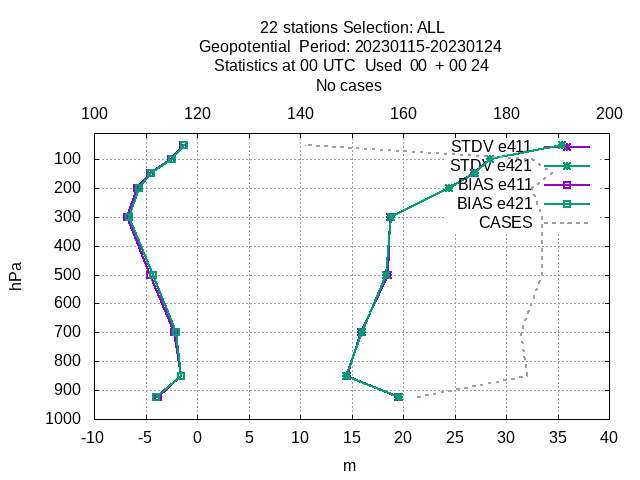 22 stations Selection: ALL
Geopotential  Period: 20230115-20230124
Statistics at 00 UTC  Used  00  + 00 24
No cases
100 120 140 160 180 200
STDV e411
STDV e421
BIAS e411
BIAS e421
CASES
hPa
100
200
300
400
500
600
700
800
900
1000
-10 -5 0 5 10 15 20 25 30 35 40
m